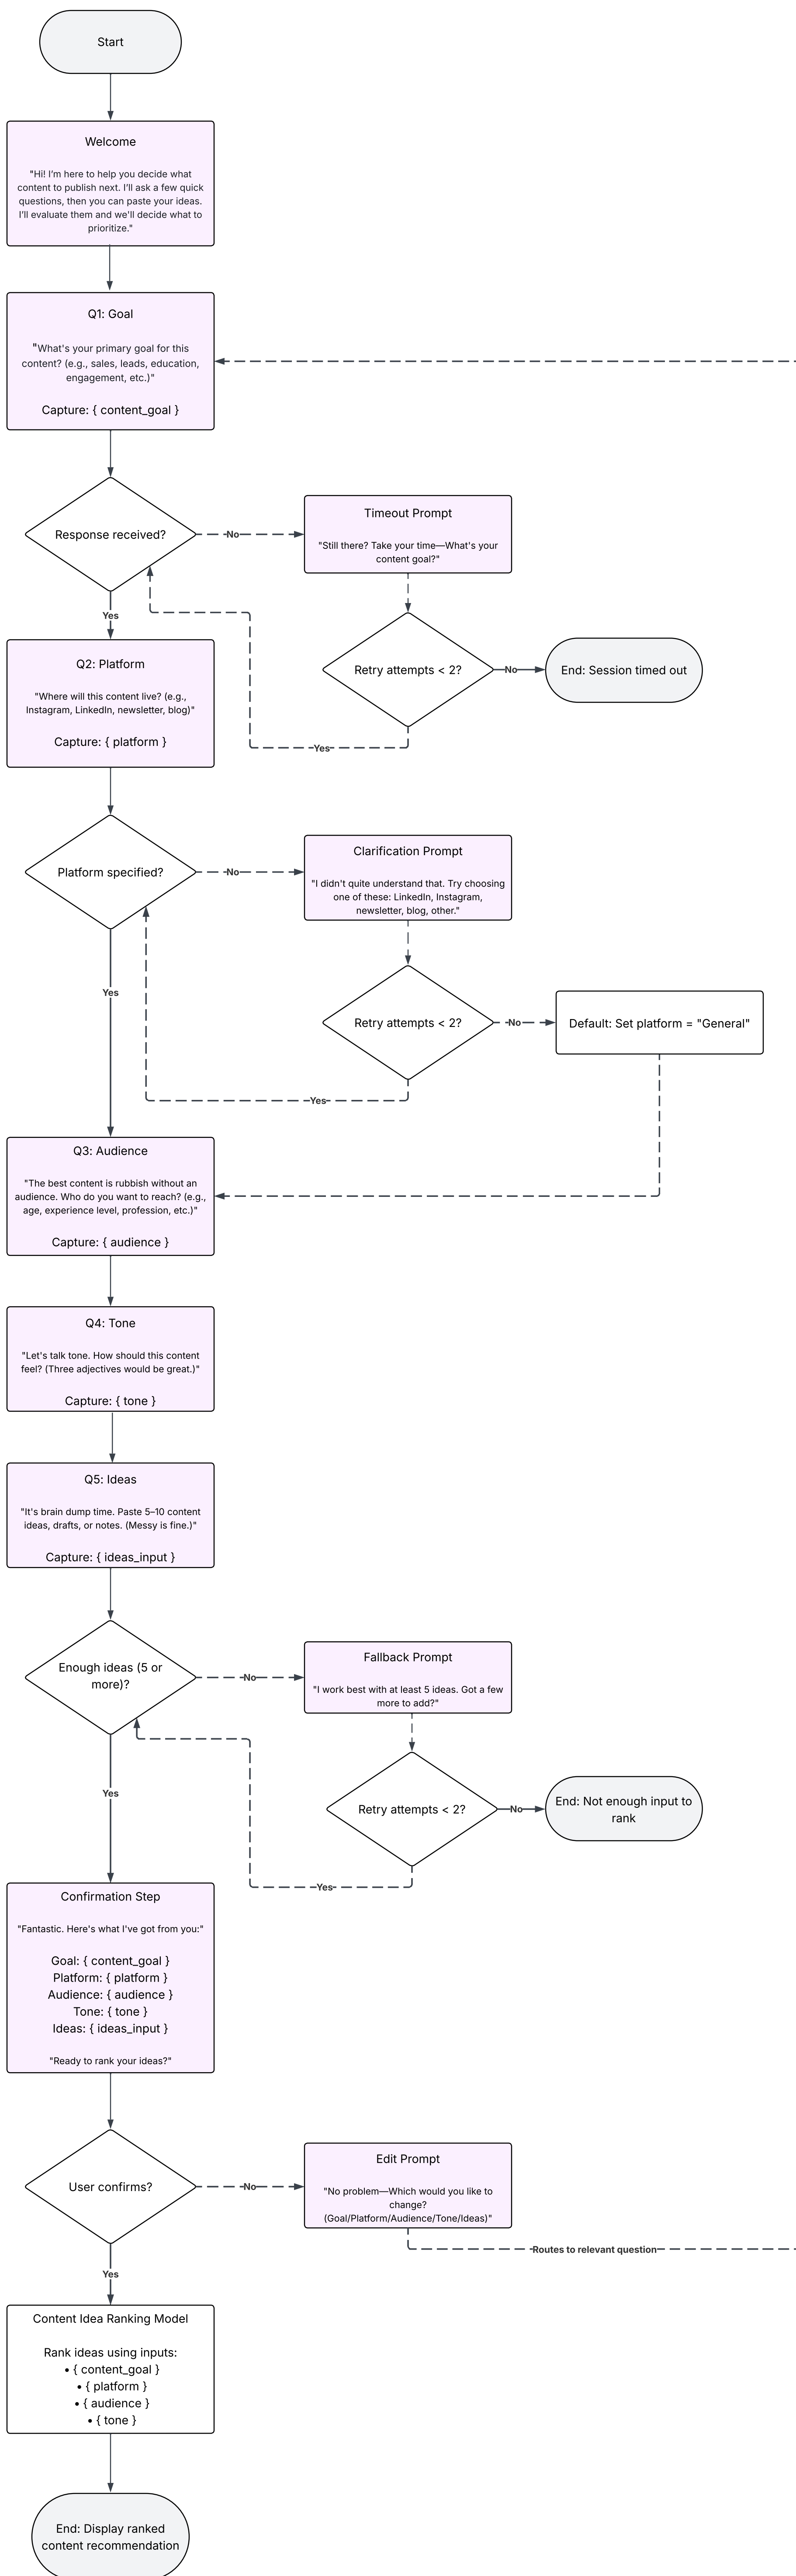 Start
Welcome
"Hi! I'm here to help you decide what
content to publish next. I'll ask a few quick
questions, then you can paste your ideas.
I'll evaluate them and we'll decide what to
prioritize."
Q1: Goal
"What's your primary goal for this
content? (e.g., sales, leads, education,
engagement, etc.)"
Capture: { content_goal }
Response received?
No
Timeout Prompt
"Still there? Take your time—What's your
content goal?"
Yes
Retry attempts < 2?
No
End: Session timed out
Yes
Q2: Platform
"Where will this content live? (e.g.,
Instagram, LinkedIn, newsletter, blog)"
Capture: { platform }
Platform specified?
No
Clarification Prompt
"I didn't quite understand that. Try choosing
one of these: LinkedIn, Instagram,
newsletter, blog, other."
Yes
Retry attempts < 2?
No
Default: Set platform = "General"
Yes
Q3: Audience
"The best content is rubbish without an
audience. Who do you want to reach? (e.g.,
age, experience level, profession, etc.)"
Capture: { audience }
Q4: Tone
"Let's talk tone. How should this content
feel? (Three adjectives would be great.)"
Capture: { tone }
Q5: Ideas
"It's brain dump time. Paste 5–10 content
ideas, drafts, or notes. (Messy is fine.)"
Capture: { ideas_input }
Enough ideas (5 or
more)?
No
Fallback Prompt
"I work best with at least 5 ideas. Got a few
more to add?"
Yes
Retry attempts < 2?
No
End: Not enough input to
rank
Yes
Confirmation Step
"Fantastic. Here's what I've got from you:"
Goal: { content_goal }
Platform: { platform }
Audience: { audience }
Tone: { tone }
Ideas: { ideas_input }
"Ready to rank your ideas?"
User confirms?
No
Edit Prompt
"No problem—Which would you like to
change?
(Goal/Platform/Audience/Tone/Ideas)"
Routes to relevant question
Yes
Content Idea Ranking Model
Rank ideas using inputs:
• { content_goal }
• { platform }
• { audience }
• { tone }
End: Display ranked
content recommendation